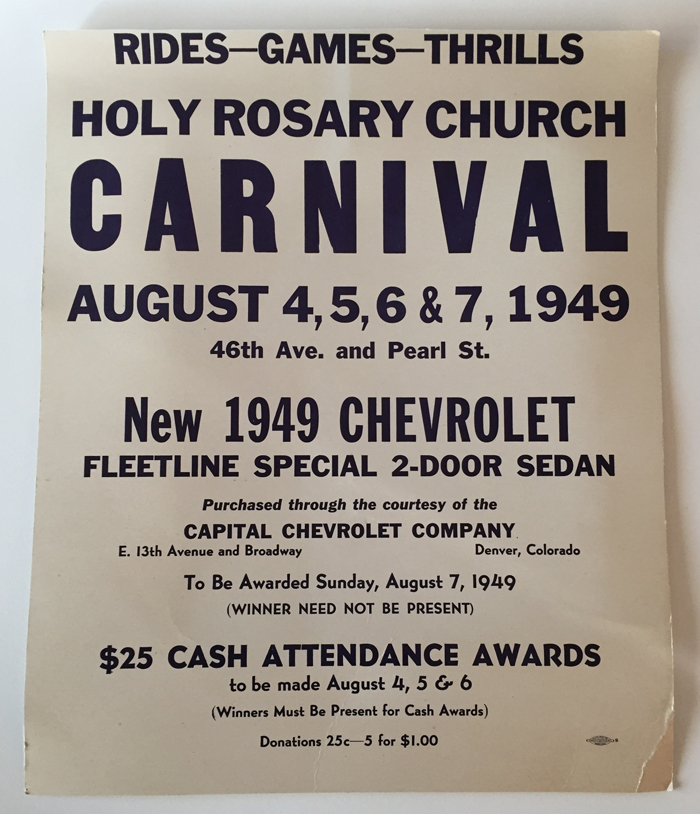 RIDES—GAMES—THRILLS
HOLY ROSARY CHURCH
CARNIVAL
AUGUST 4, 5, 6 & 7, 1949
46th Ave. and Pearl St.
New 1949 CHEVROLET
FLEETLINE SPECIAL 2-DOOR SEDAN
Purchased through the courtesy of the
CAPITAL CHEVROLET COMPANY
E. 13th Avenue and Broadway Denver, Colorado
To Be Awarded Sunday, August 7, 1949
(WINNER NEED NOT BE PRESENT)
$25 CASH ATTENDANCE AWARDS
to be made August 4, 5 & 6
(Winners Must Be Present for Cash Awards)
Donations 25c—5 for $1.00